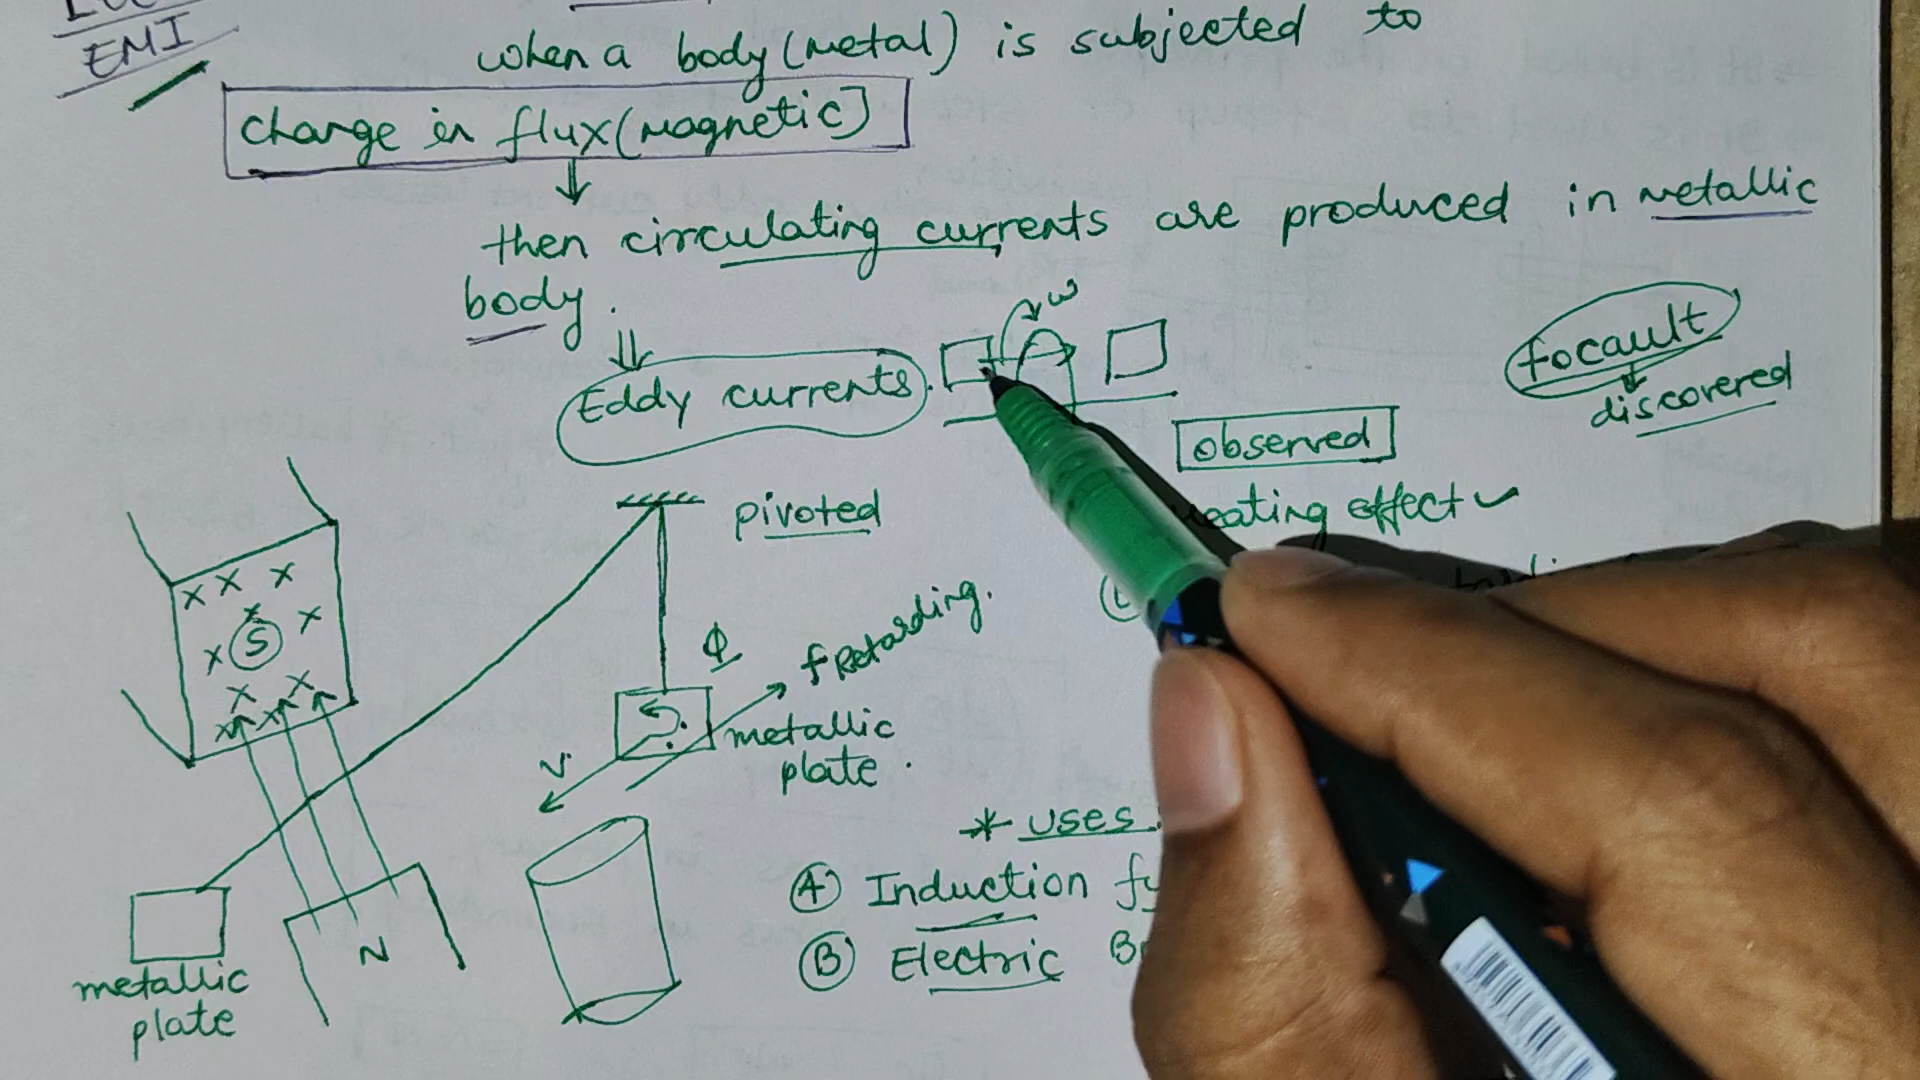 EMI
when a body (metal) is subjected to
change in flux (magnetic]
then circulating currents are produced in metallic
body.
ω
Eddy currents.
focault
discovered
observed
pivoted
eating effect
x x x
x x x
S
x
x x
x x
φ
f Retarding.
metallic
plate.
v
* uses
(A) Induction
(B) Electric
N
metallic
plate